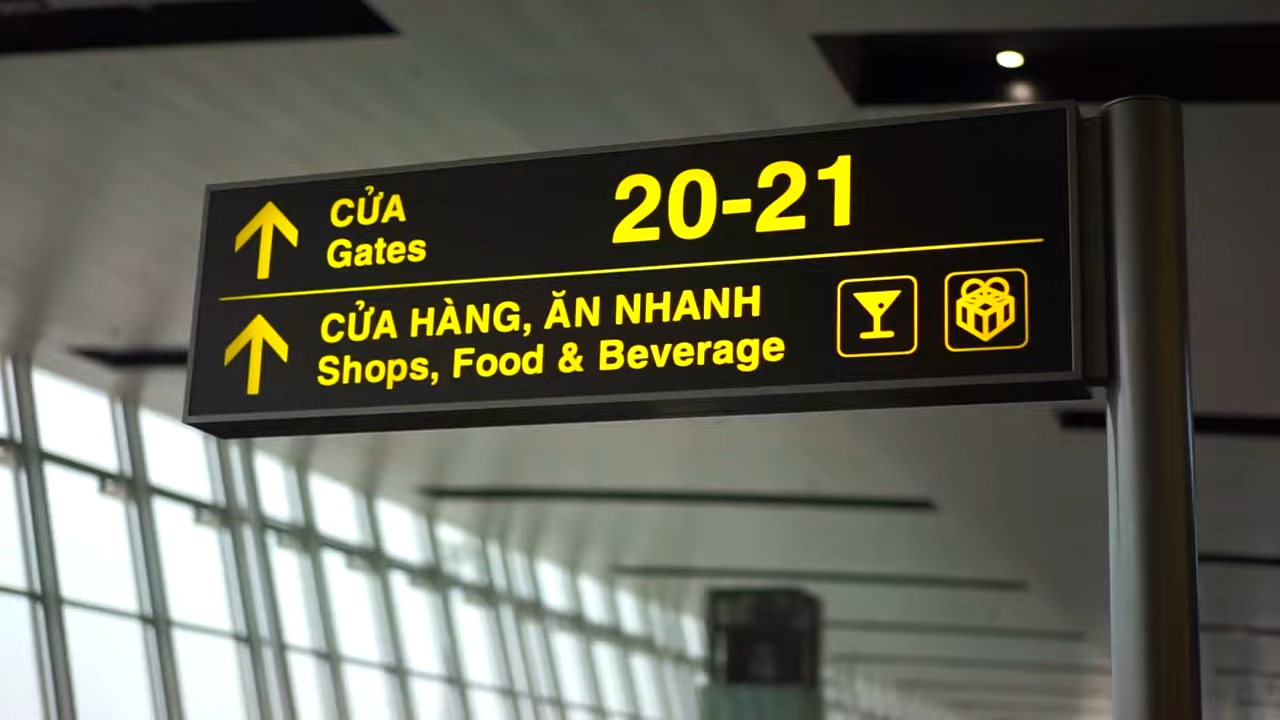 CỬA
Gates
20-21
CỬA HÀNG, ĂN NHANH
Shops, Food & Beverage